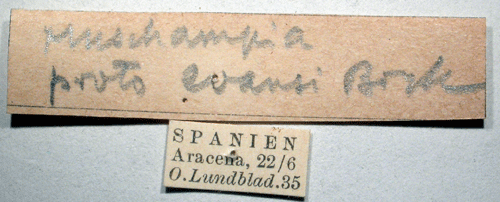 muschampia
proto evansi
SPANIEN
Aracena, 22/6
O.Lundblad.35